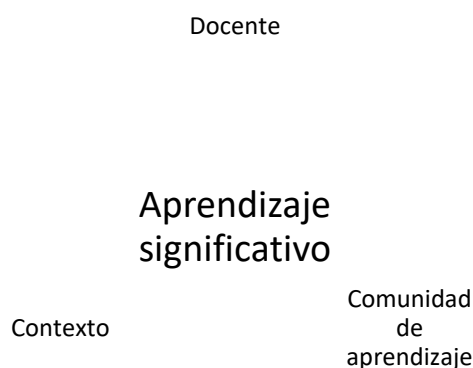 Docente
Aprendizaje
significativo
Contexto
Comunidad
de
aprendizaje